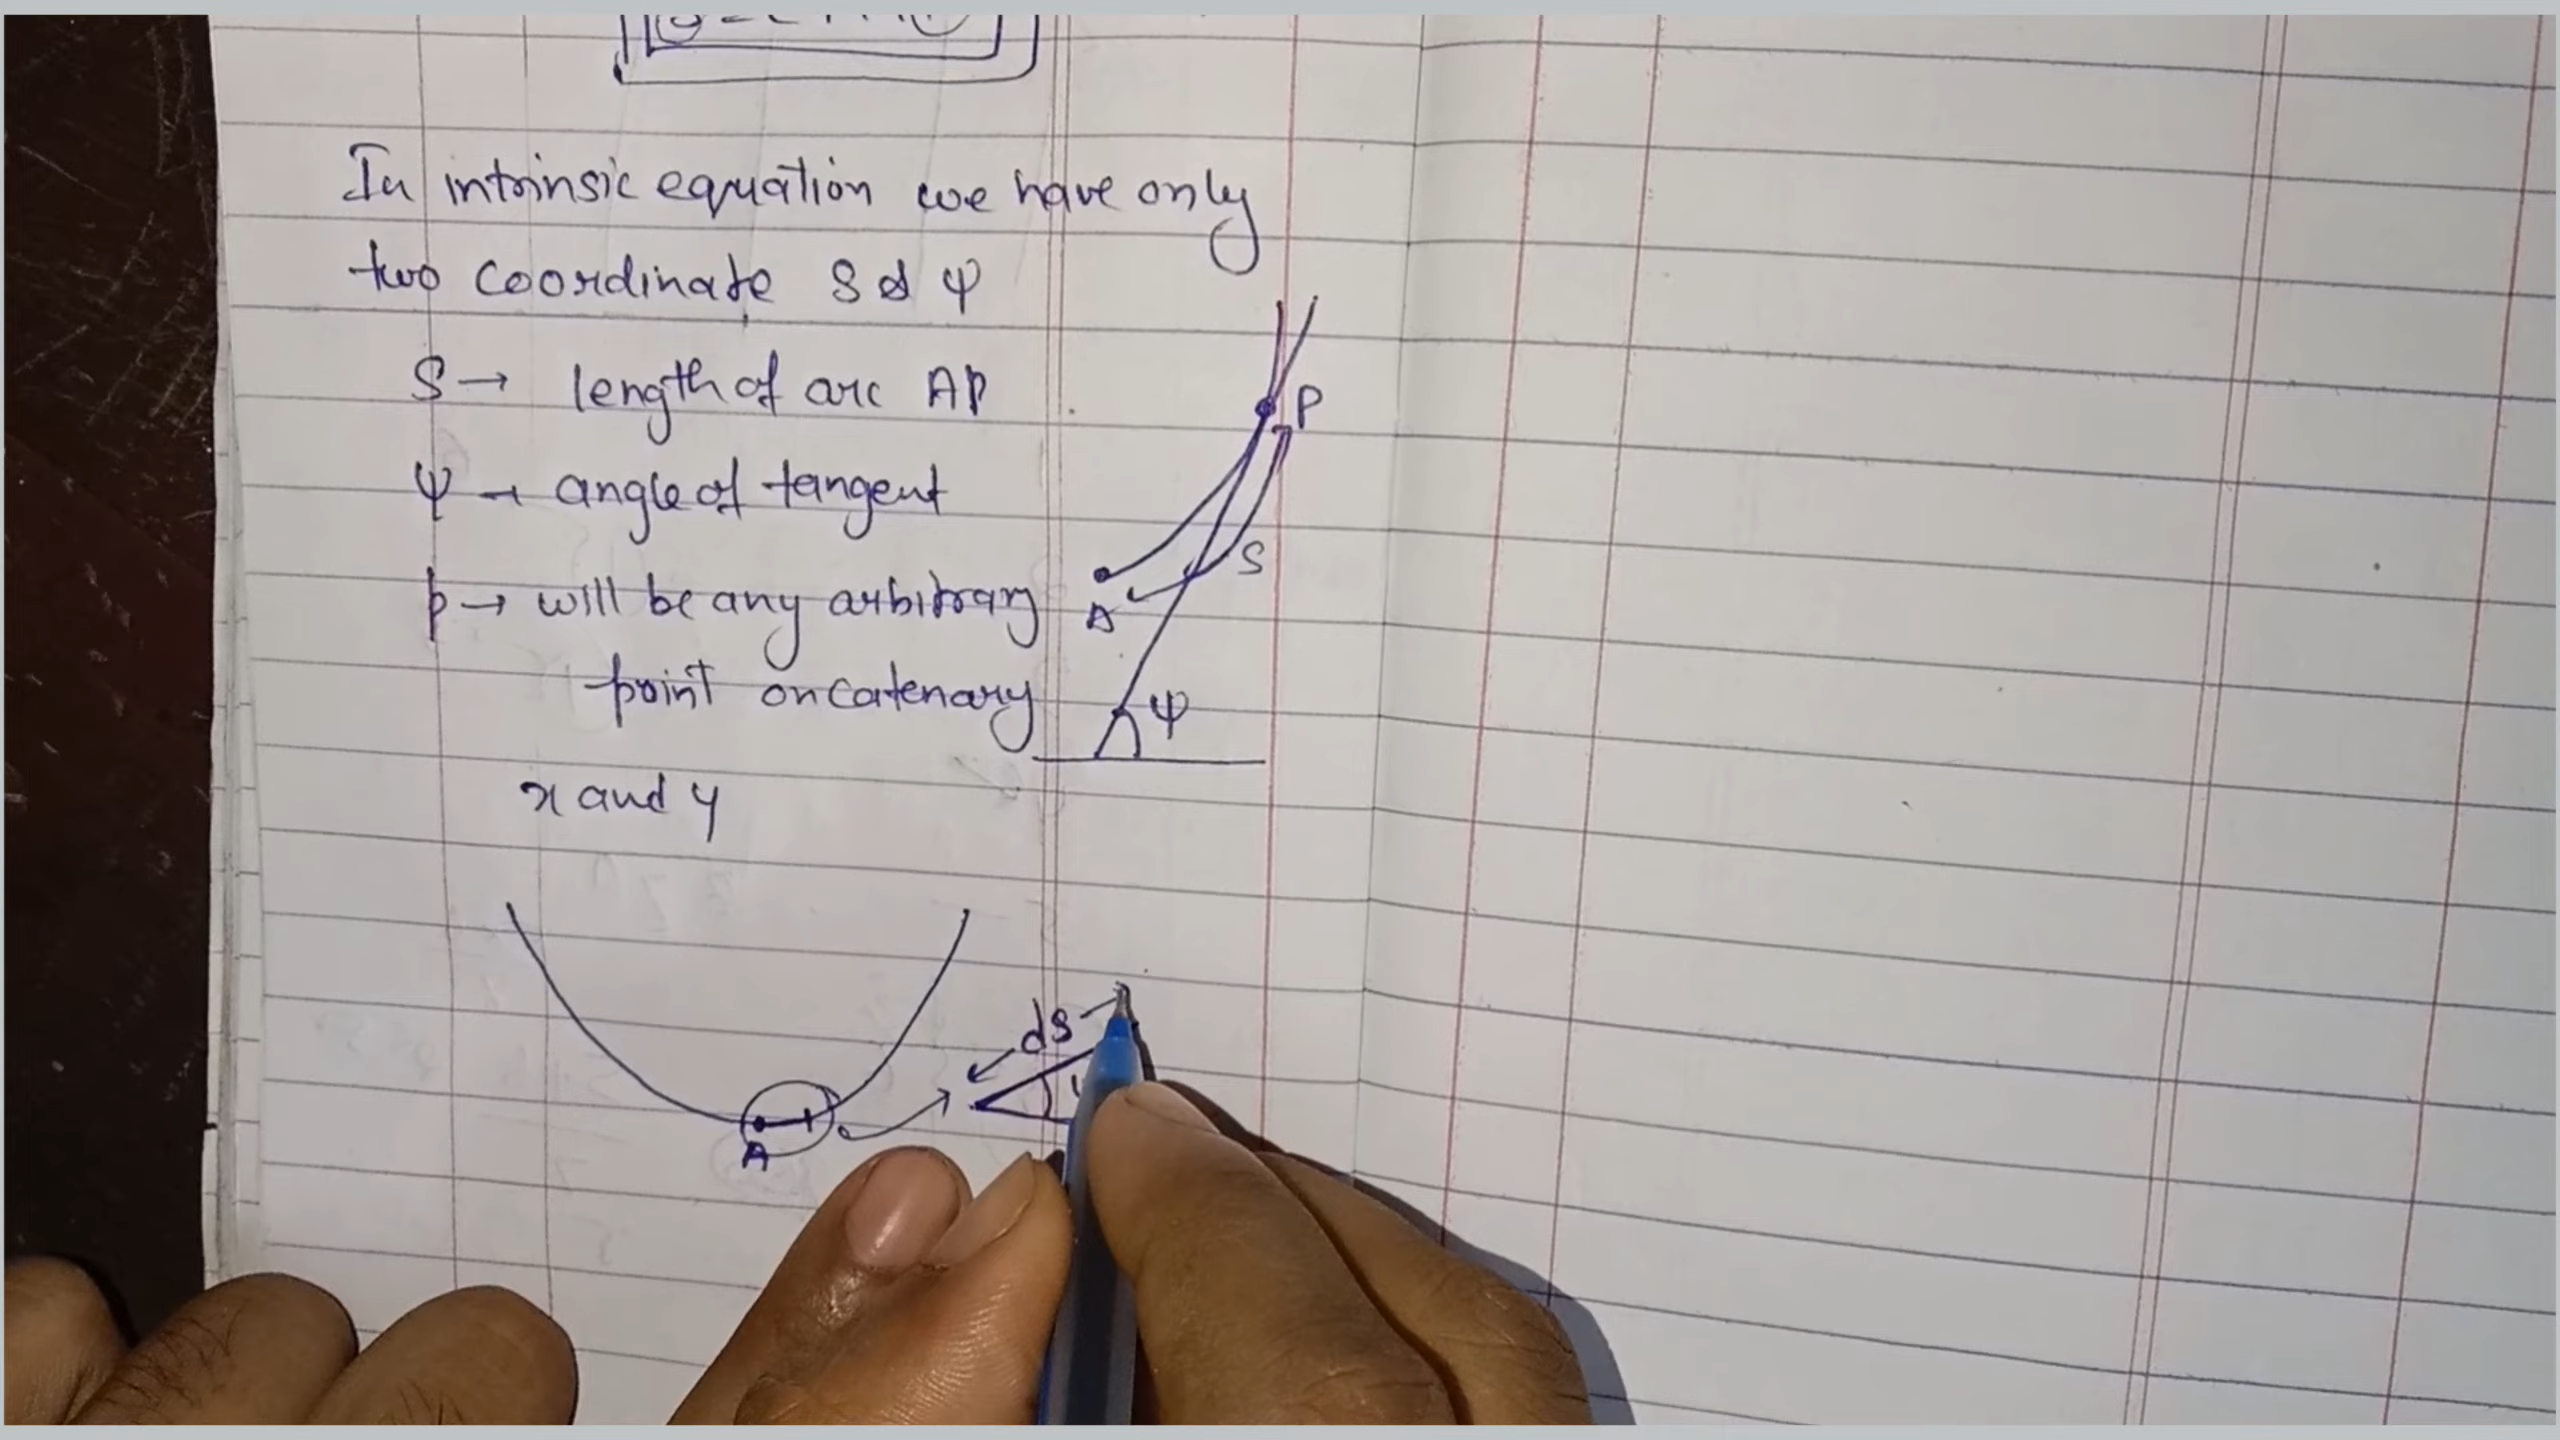 In intrinsic equation we have only
two coordinate S & ψ
S → length of arc AP
ψ → angle of tangent
p → will be any arbitrary
point on catenary
P
S
A
ψ
x and y
ds
A